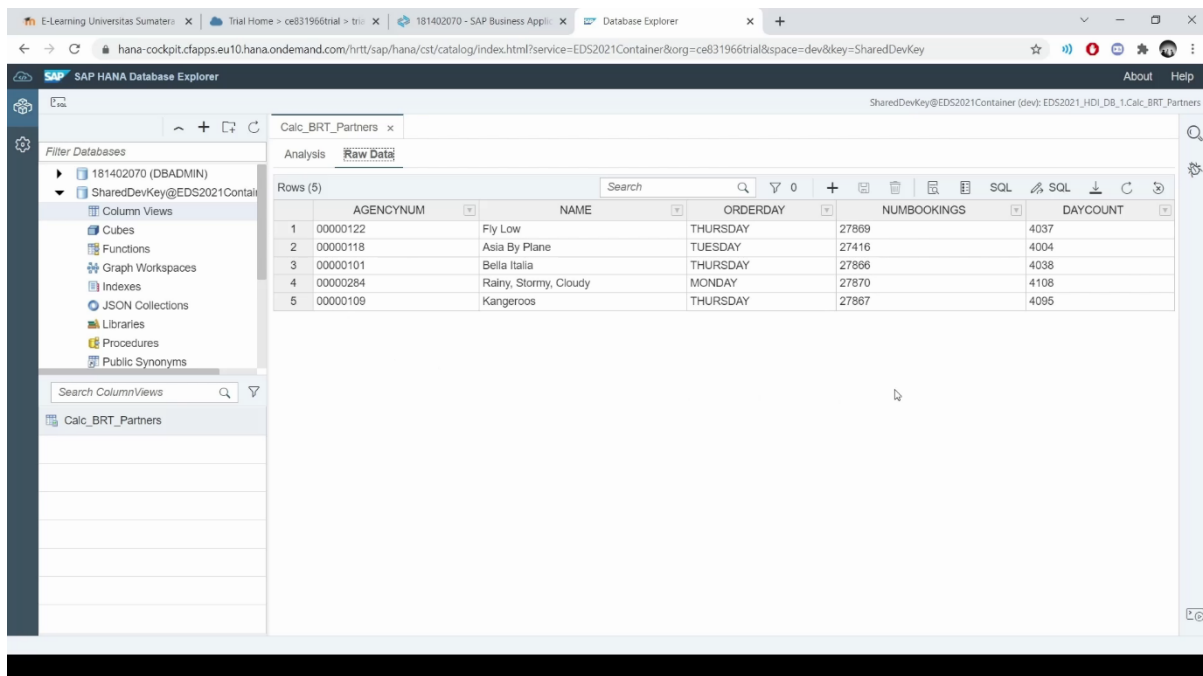 E-Learning Universitas Sumatera
Trial Home > ce831966trial > tria
181402070 - SAP Business Applic
Database Explorer
hana-cockpit.cfapps.eu10.hana.ondemand.com/hrtt/sap/hana/cst/catalog/index.html?service=EDS2021Container&org=ce831966trial&space=dev&key=SharedDevKey
SAP SAP HANA Database Explorer
About Help
SharedDevKey@EDS2021Container (dev): EDS2021_HDI_DB_1.Calc_BRT_Partners
Filter Databases
181402070 (DBADMIN)
SharedDevKey@EDS2021Contai
Column Views
Cubes
Functions
Graph Workspaces
Indexes
JSON Collections
Libraries
Procedures
Public Synonyms
Search ColumnViews
Calc_BRT_Partners
Calc_BRT_Partners
Analysis Raw Data
Rows (5) Search 0 SQL SQL
AGENCYNUM NAME ORDERDAY NUMBOOKINGS DAYCOUNT
1 00000122 Fly Low THURSDAY 27869 4037
2 00000118 Asia By Plane TUESDAY 27416 4004
3 00000101 Bella Italia THURSDAY 27866 4038
4 00000284 Rainy, Stormy, Cloudy MONDAY 27870 4108
5 00000109 Kangeroos THURSDAY 27867 4095